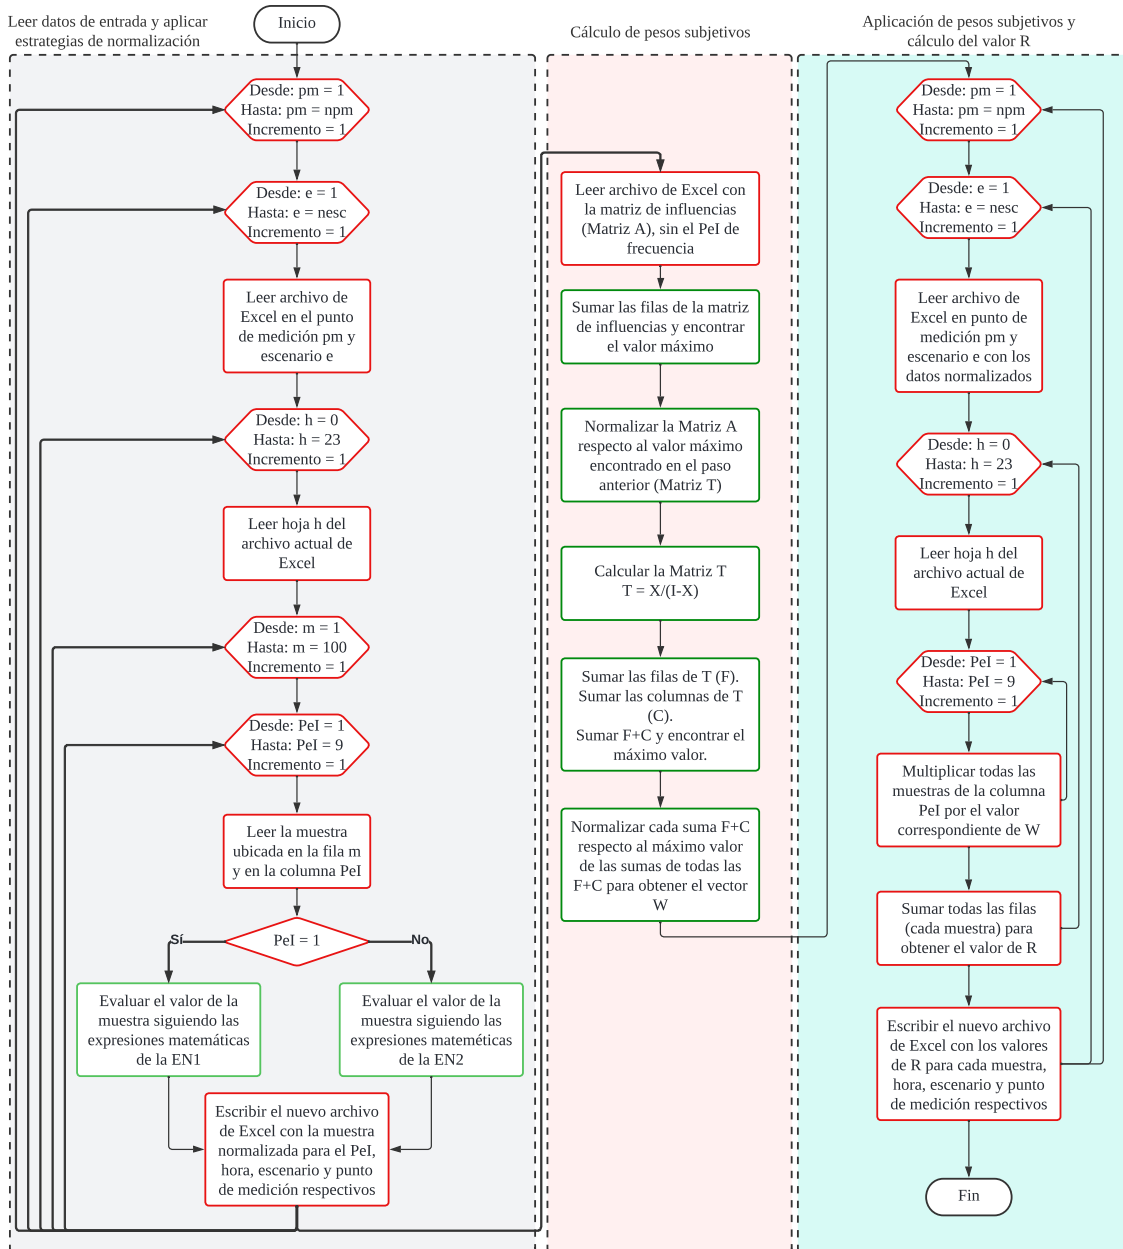 Leer datos de entrada y aplicar
estrategias de normalización
Inicio
Desde: pm = 1
Hasta: pm = npm
Incremento = 1
Desde: e = 1
Hasta: e = nesc
Incremento = 1
Leer archivo de
Excel en el punto
de medición pm y
escenario e
Desde: h = 0
Hasta: h = 23
Incremento = 1
Leer hoja h del
archivo actual de
Excel
Desde: m = 1
Hasta: m = 100
Incremento = 1
Desde: PeI = 1
Hasta: PeI = 9
Incremento = 1
Leer la muestra
ubicada en la fila m
y en la columna PeI
PeI = 1
Sí
No
Evaluar el valor de la
muestra siguiendo las
expresiones matemáticas
de la EN1
Evaluar el valor de la
muestra siguiendo las
expresiones mateméticas
de la EN2
Escribir el nuevo archivo
de Excel con la muestra
normalizada para el PeI,
hora, escenario y punto
de medición respectivos
Cálculo de pesos subjetivos
Leer archivo de Excel con
la matriz de influencias
(Matriz A), sin el PeI de
frecuencia
Sumar las filas de la matriz
de influencias y encontrar
el valor máximo
Normalizar la Matriz A
respecto al valor máximo
encontrado en el paso
anterior (Matriz T)
Calcular la Matriz T
T = X/(I-X)
Sumar las filas de T (F).
Sumar las columnas de T
(C).
Sumar F+C y encontrar el
máximo valor.
Normalizar cada suma F+C
respecto al máximo valor
de las sumas de todas las
F+C para obtener el vector
W
Aplicación de pesos subjetivos y
cálculo del valor R
Desde: pm = 1
Hasta: pm = npm
Incremento = 1
Desde: e = 1
Hasta: e = nesc
Incremento = 1
Leer archivo de
Excel en punto de
medición pm y
escenario e con los
datos normalizados
Desde: h = 0
Hasta: h = 23
Incremento = 1
Leer hoja h del
archivo actual de
Excel
Desde: PeI = 1
Hasta: PeI = 9
Incremento = 1
Multiplicar todas las
muestras de la columna
PeI por el valor
correspondiente de W
Sumar todas las filas
(cada muestra) para
obtener el valor de R
Escribir el nuevo archivo
de Excel con los valores
de R para cada muestra,
hora, escenario y punto
de medición respectivos
Fin